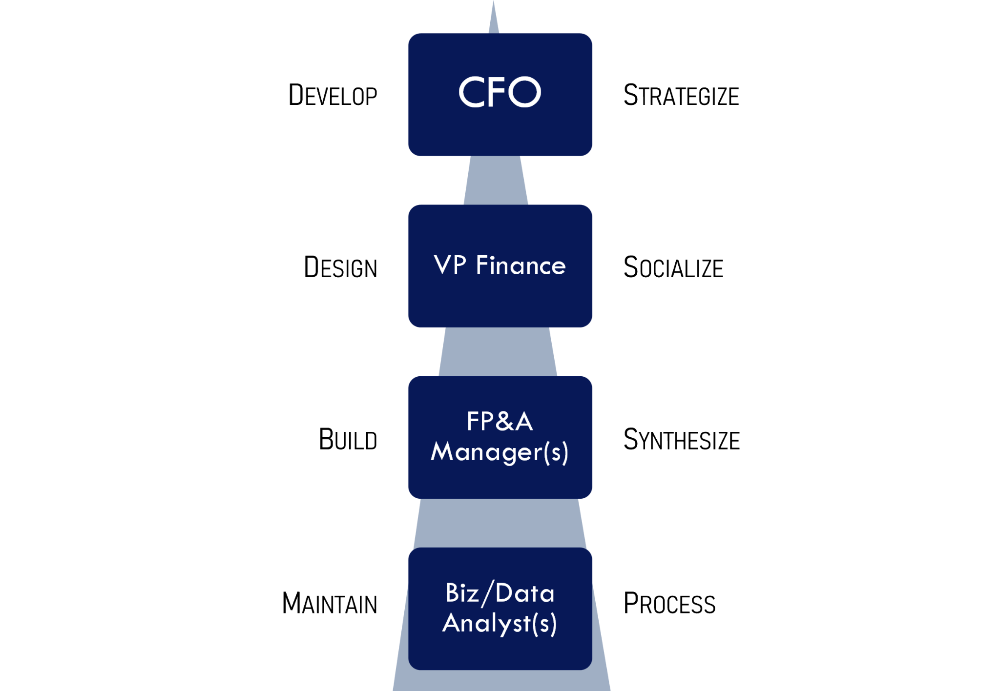 DEVELOP
CFO
STRATEGIZE
DESIGN
VP Finance
SOCIALIZE
BUILD
FP&A
Manager(s)
SYNTHESIZE
MAINTAIN
Biz/Data
Analyst(s)
PROCESS